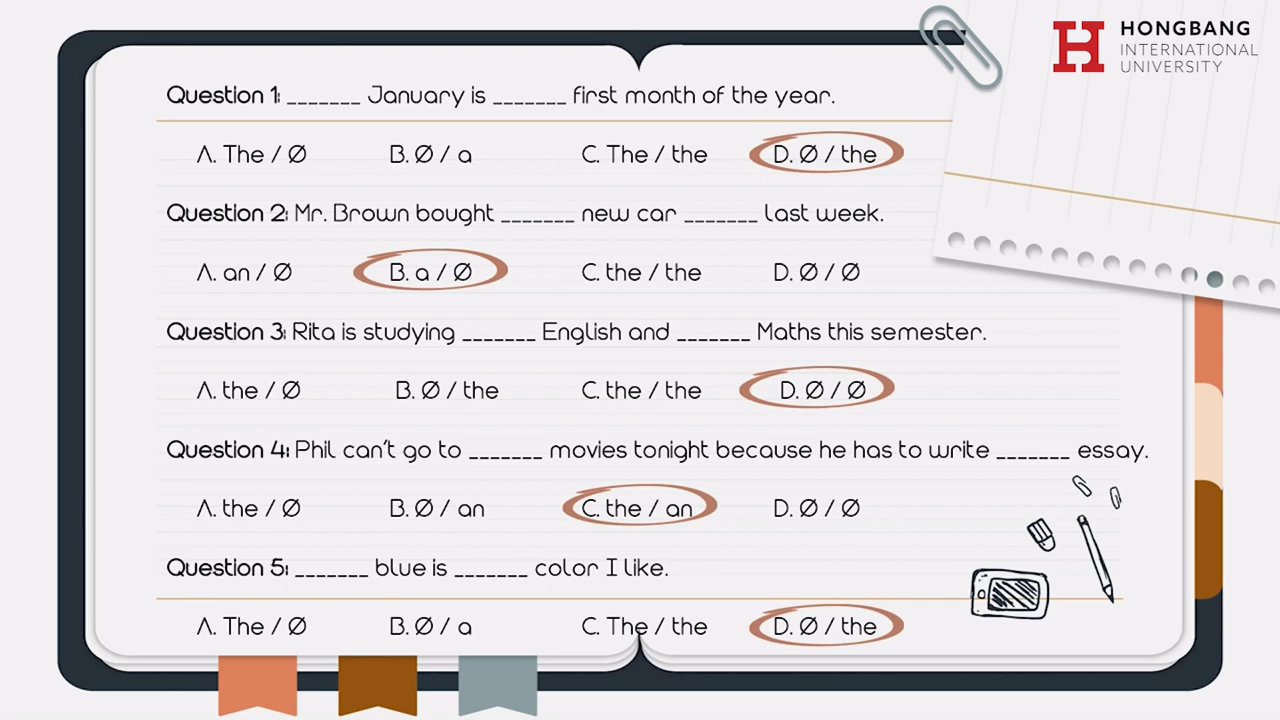 HONGBANG
INTERNATIONAL
UNIVERSITY
Question 1: _______ January is _______ first month of the year.
A. The / Ø B. Ø / a C. The / the D. Ø / the
Question 2: Mr. Brown bought _______ new car _______ last week.
A. an / Ø B. a / Ø C. the / the D. Ø / Ø
Question 3: Rita is studying _______ English and _______ Maths this semester.
A. the / Ø B. Ø / the C. the / the D. Ø / Ø
Question 4: Phil can't go to _______ movies tonight because he has to write _______ essay.
A. the / Ø B. Ø / an C. the / an D. Ø / Ø
Question 5: _______ blue is _______ color I like.
A. The / Ø B. Ø / a C. The / the D. Ø / the